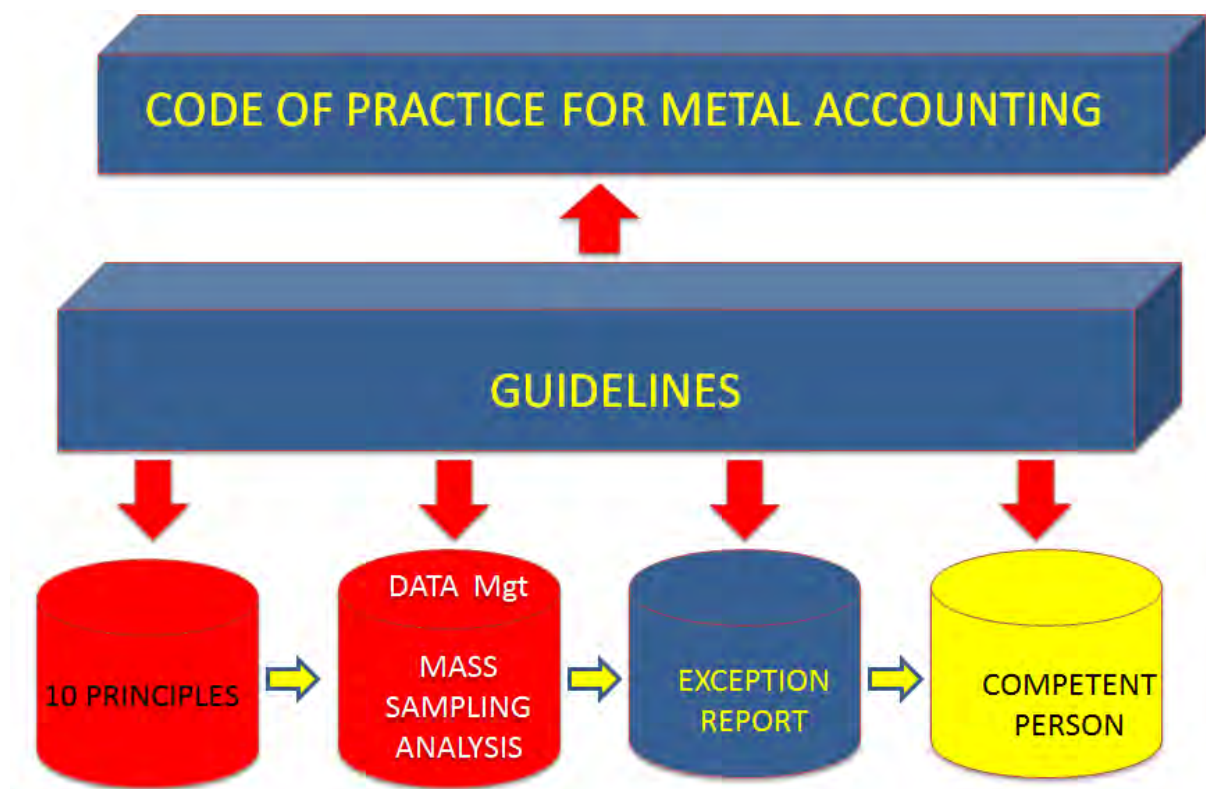 CODE OF PRACTICE FOR METAL ACCOUNTING
GUIDELINES
10 PRINCIPLES
DATA Mgt
MASS
SAMPLING
ANALYSIS
EXCEPTION
REPORT
COMPETENT
PERSON